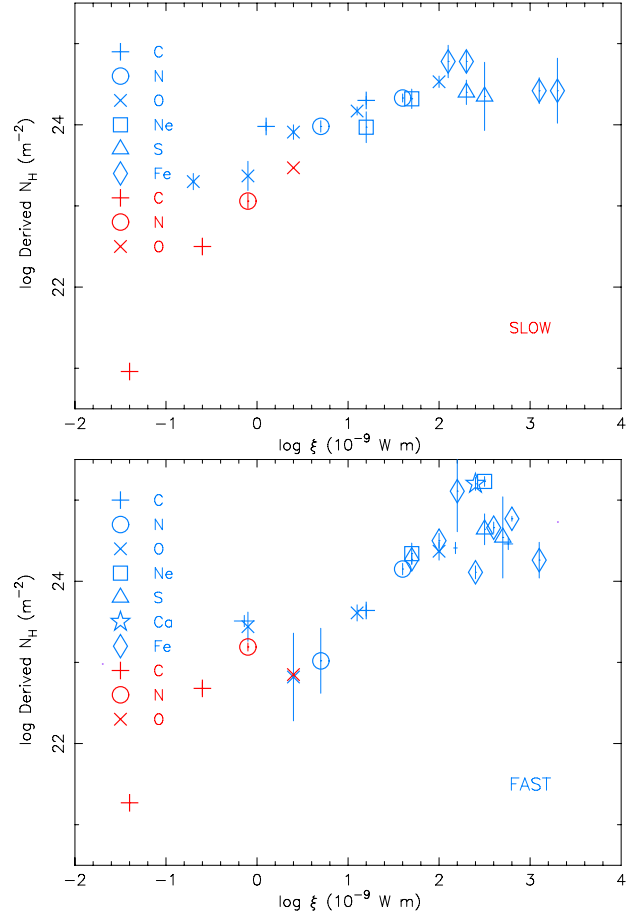 C
N
O
Ne
S
Fe
C
N
O
log Derived N_H (m⁻²)
24
22
SLOW
−2 −1 0 1 2 3 4
log ξ (10⁻⁹ W m)
C
N
O
Ne
S
Ca
Fe
C
N
O
log Derived N_H (m⁻²)
24
22
FAST
−2 −1 0 1 2 3 4
log ξ (10⁻⁹ W m)